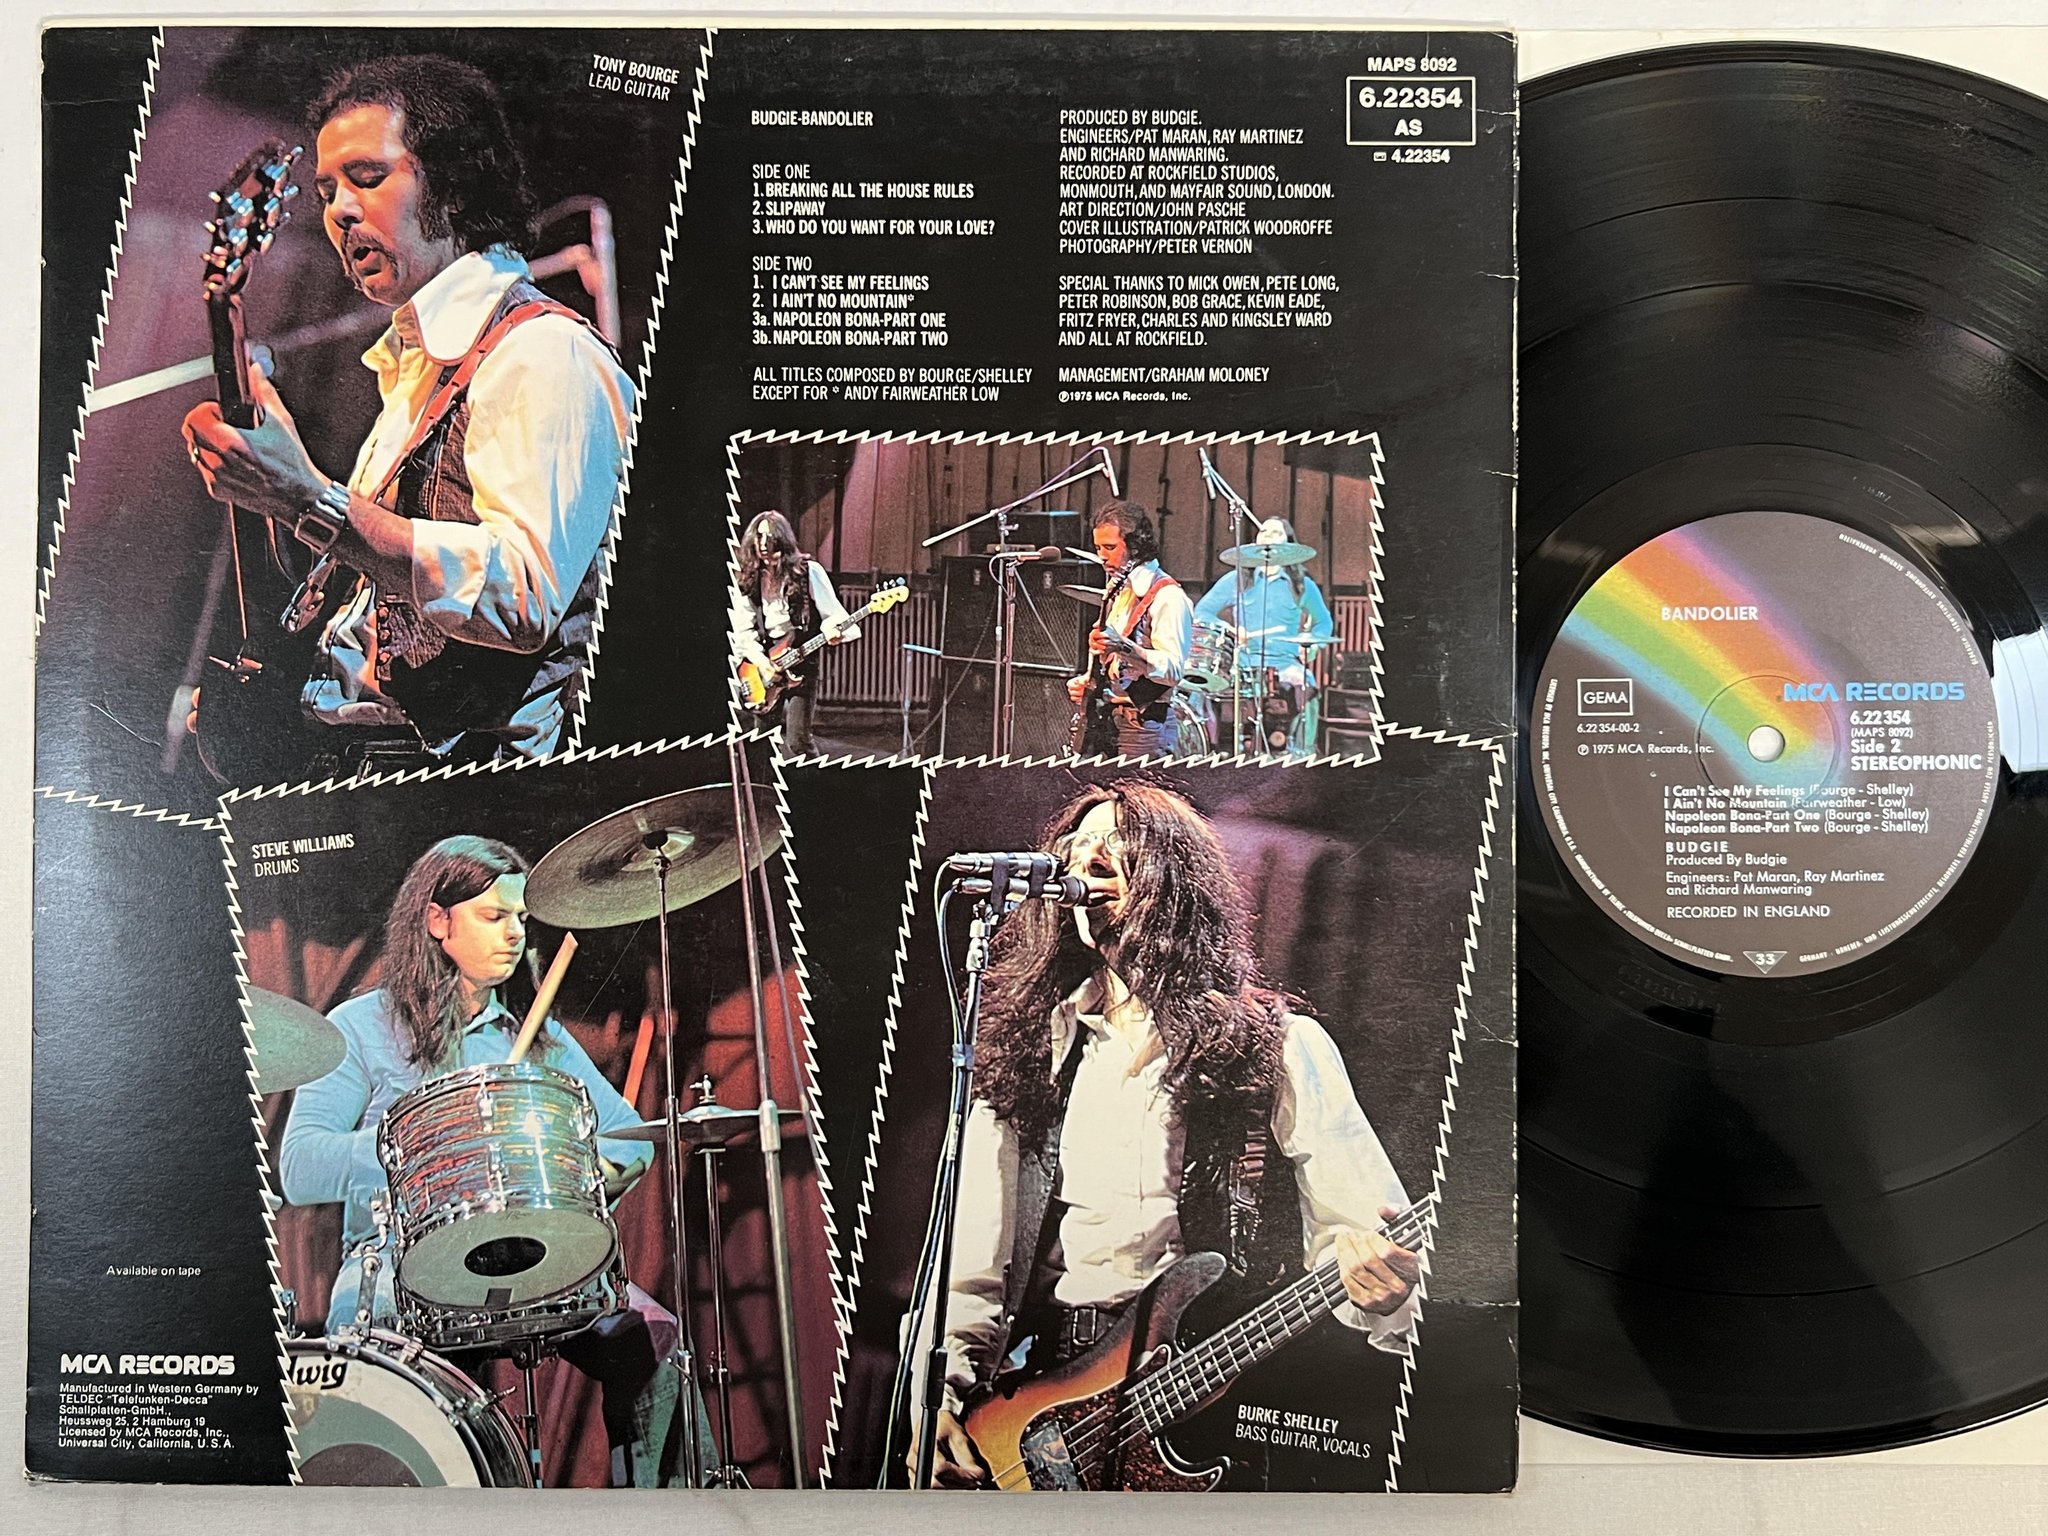 TONY BOURGE
LEAD GUITAR
BUDGIE-BANDOLIER
SIDE ONE
1. BREAKING ALL THE HOUSE RULES
2. SLIPAWAY
3. WHO DO YOU WANT FOR YOUR LOVE?
SIDE TWO
1. I CAN'T SEE MY FEELINGS
2. I AIN'T NO MOUNTAIN*
3a. NAPOLEON BONA-PART ONE
3b. NAPOLEON BONA-PART TWO
ALL TITLES COMPOSED BY BOURGE/SHELLEY
EXCEPT FOR * ANDY FAIRWEATHER LOW
PRODUCED BY BUDGIE.
ENGINEERS/PAT MARAN, RAY MARTINEZ
AND RICHARD MANWARING.
RECORDED AT ROCKFIELD STUDIOS,
MONMOUTH, AND MAYFAIR SOUND, LONDON.
ART DIRECTION/JOHN PASCHE
COVER ILLUSTRATION/PATRICK WOODROFFE
PHOTOGRAPHY/PETER VERNON
SPECIAL THANKS TO MICK OWEN, PETE LONG,
PETER ROBINSON, BOB GRACE, KEVIN EADE,
FRITZ FRYER, CHARLES AND KINGSLEY WARD
AND ALL AT ROCKFIELD.
MANAGEMENT/GRAHAM MOLONEY
℗1975 MCA Records, Inc.
MAPS 8092
6.22354
AS
4.22354
STEVE WILLIAMS
DRUMS
BURKE SHELLEY
BASS GUITAR, VOCALS
Available on tape
MCA RECORDS
Manufactured in Western Germany by
TELDEC "Telefunken-Decca"
Schallplatten-GmbH.,
Heussweg 25, 2 Hamburg 19
Licensed by MCA Records, Inc.,
Universal City, California, U.S.A.
BANDOLIER
MCA RECORDS
GEMA
6.22 354-00-2
℗ 1975 MCA Records, Inc.
6.22 354
(MAPS 8092)
Side 2
STEREOPHONIC
I Can't See My Feelings (Bourge - Shelley)
I Ain't No Mountain (Fairweather - Low)
Napoleon Bona-Part One (Bourge - Shelley)
Napoleon Bona-Part Two (Bourge - Shelley)
BUDGIE
Produced By Budgie
Engineers: Pat Maran, Ray Martinez
and Richard Manwaring
RECORDED IN ENGLAND
33